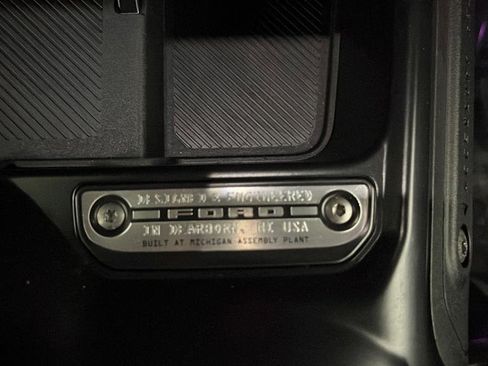 DESIGNED & ENGINEERED
FORD
IN DEARBORN, MI USA
BUILT AT MICHIGAN ASSEMBLY PLANT